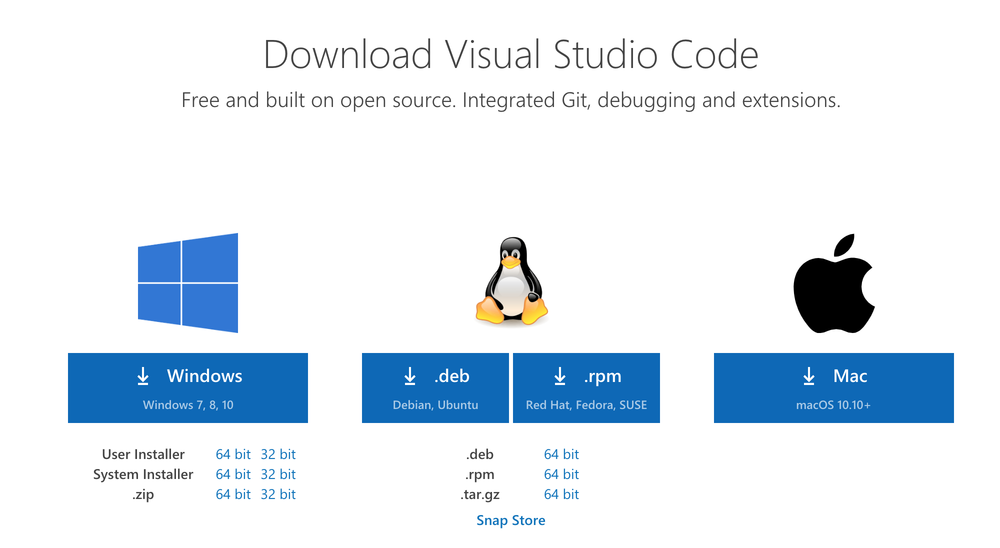 Download Visual Studio Code
Free and built on open source. Integrated Git, debugging and extensions.
Windows
Windows 7, 8, 10
User Installer 64 bit 32 bit
System Installer 64 bit 32 bit
.zip 64 bit 32 bit
.deb
Debian, Ubuntu
.rpm
Red Hat, Fedora, SUSE
.deb 64 bit
.rpm 64 bit
.tar.gz 64 bit
Snap Store
Mac
macOS 10.10+